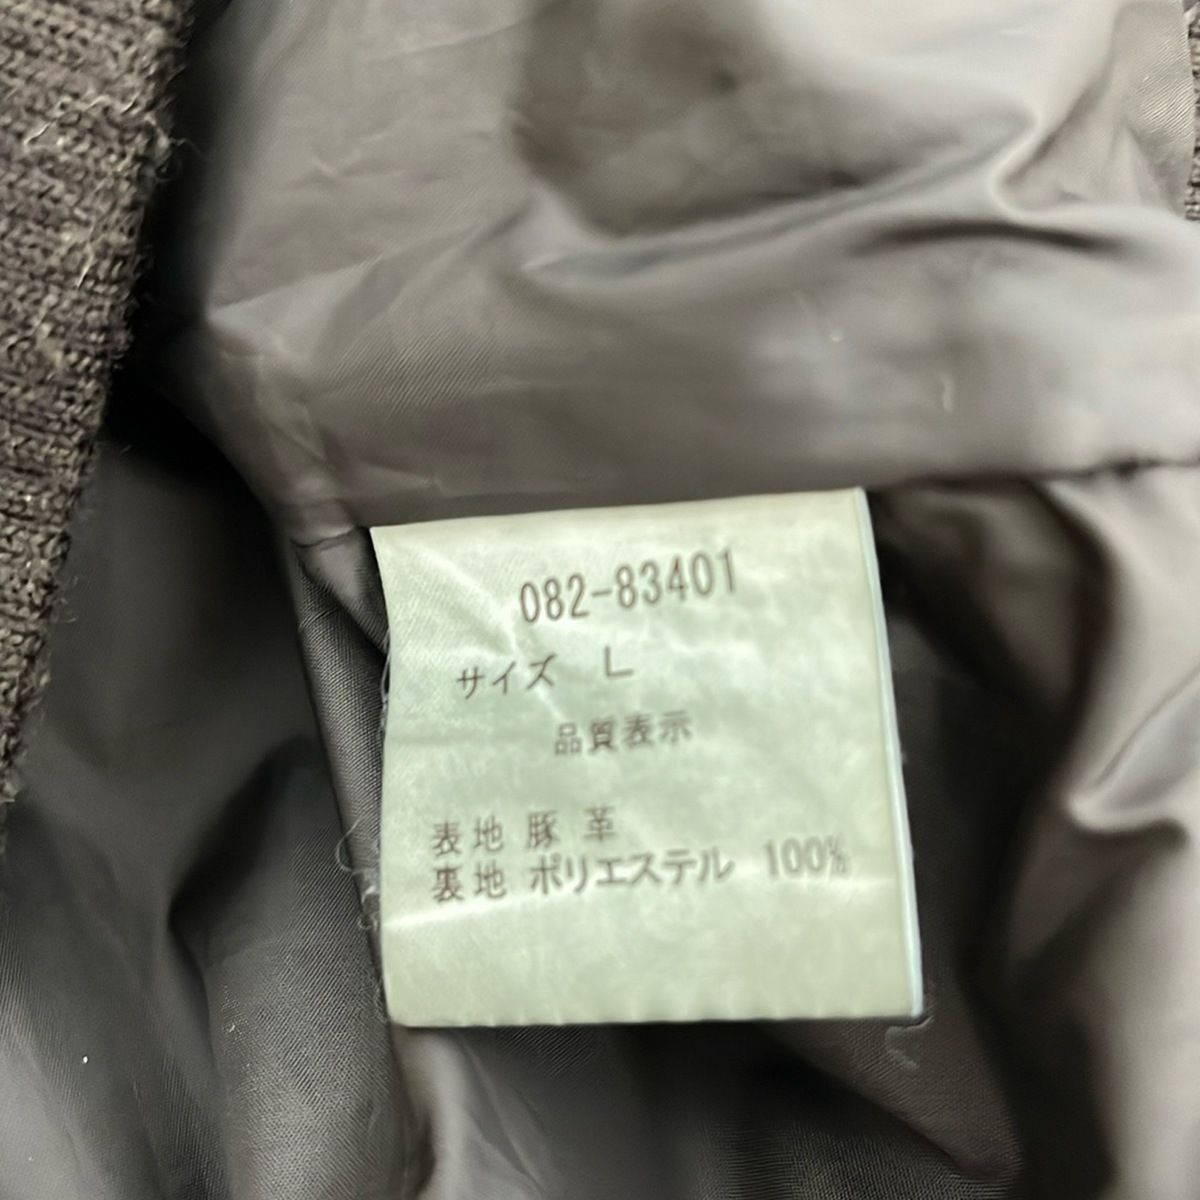 082-83401
サイズ L
品質表示
表地 豚 革
裏地 ポリエステル 100%